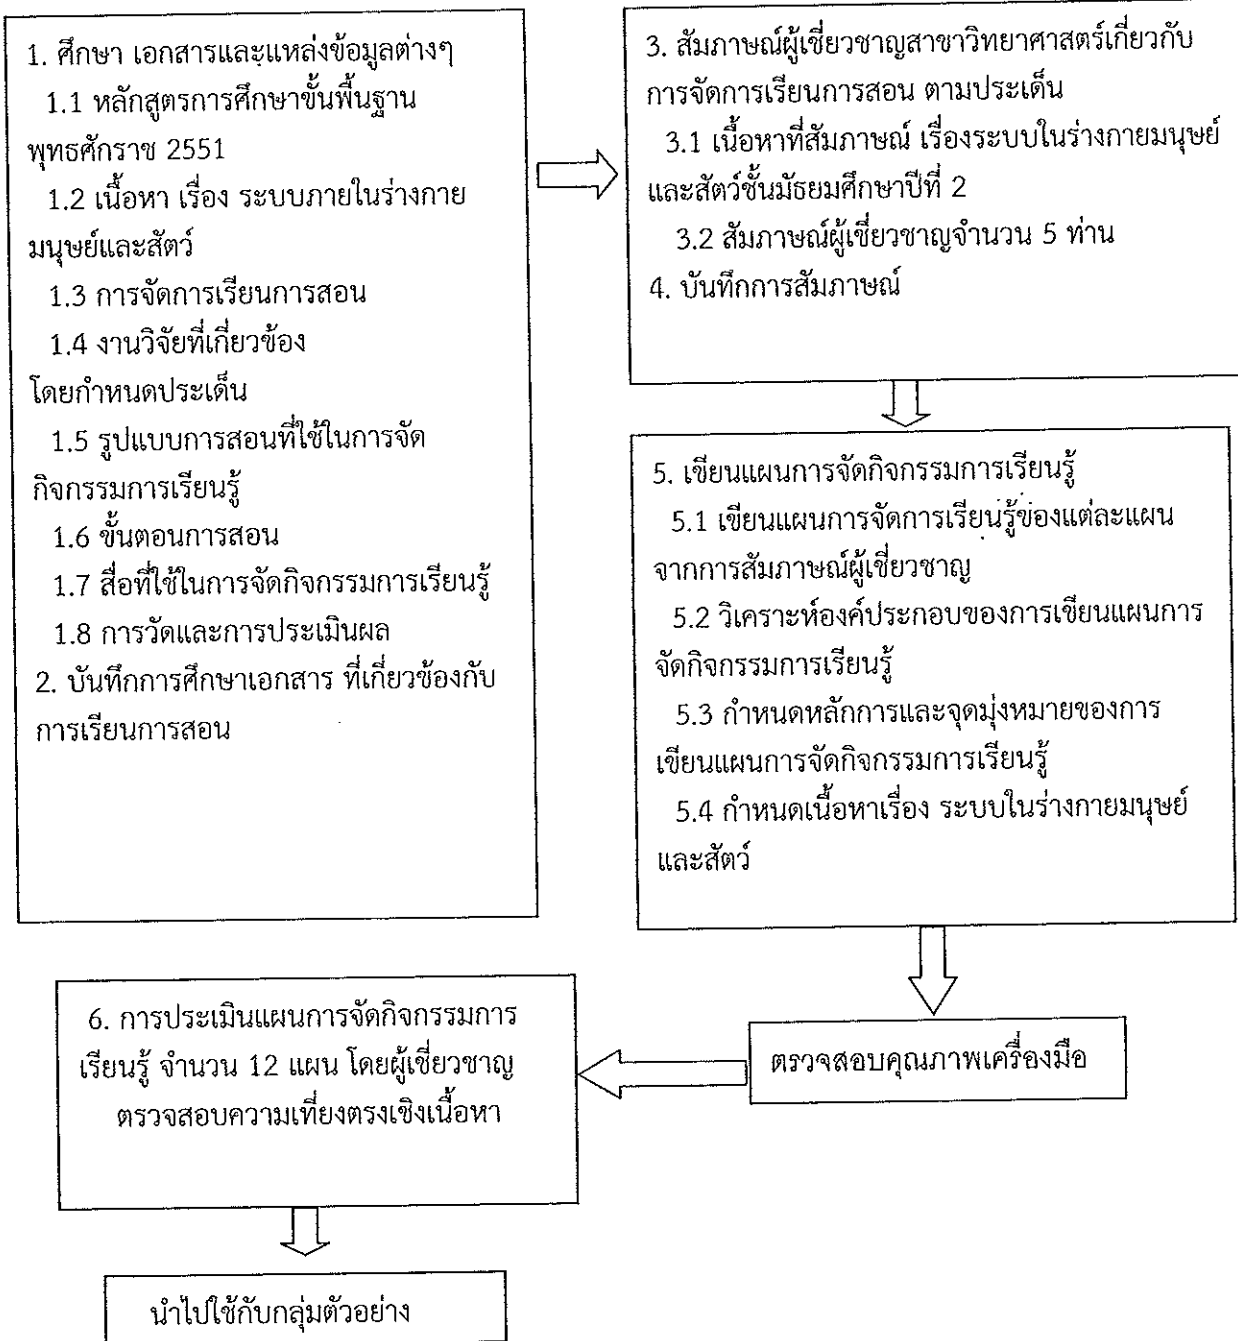 1. ศึกษา เอกสารและแหล่งข้อมูลต่างๆ
1.1 หลักสูตรการศึกษาขั้นพื้นฐาน
พุทธศักราช 2551
1.2 เนื้อหา เรื่อง ระบบภายในร่างกาย
มนุษย์และสัตว์
1.3 การจัดการเรียนการสอน
1.4 งานวิจัยที่เกี่ยวข้อง
โดยกำหนดประเด็น
1.5 รูปแบบการสอนที่ใช้ในการจัด
กิจกรรมการเรียนรู้
1.6 ขั้นตอนการสอน
1.7 สื่อที่ใช้ในการจัดกิจกรรมการเรียนรู้
1.8 การวัดและการประเมินผล
2. บันทึกการศึกษาเอกสาร ที่เกี่ยวข้องกับ
การเรียนการสอน
3. สัมภาษณ์ผู้เชี่ยวชาญสาขาวิทยาศาสตร์เกี่ยวกับ
การจัดการเรียนการสอน ตามประเด็น
3.1 เนื้อหาที่สัมภาษณ์ เรื่องระบบในร่างกายมนุษย์
และสัตว์ชั้นมัธยมศึกษาปีที่ 2
3.2 สัมภาษณ์ผู้เชี่ยวชาญจำนวน 5 ท่าน
4. บันทึกการสัมภาษณ์
5. เขียนแผนการจัดกิจกรรมการเรียนรู้
5.1 เขียนแผนการจัดการเรียนรู้ของแต่ละแผน
จากการสัมภาษณ์ผู้เชี่ยวชาญ
5.2 วิเคราะห์องค์ประกอบของการเขียนแผนการ
จัดกิจกรรมการเรียนรู้
5.3 กำหนดหลักการและจุดมุ่งหมายของการ
เขียนแผนการจัดกิจกรรมการเรียนรู้
5.4 กำหนดเนื้อหาเรื่อง ระบบในร่างกายมนุษย์
และสัตว์
ตรวจสอบคุณภาพเครื่องมือ
6. การประเมินแผนการจัดกิจกรรมการ
เรียนรู้ จำนวน 12 แผน โดยผู้เชี่ยวชาญ
ตรวจสอบความเที่ยงตรงเชิงเนื้อหา
นำไปใช้กับกลุ่มตัวอย่าง